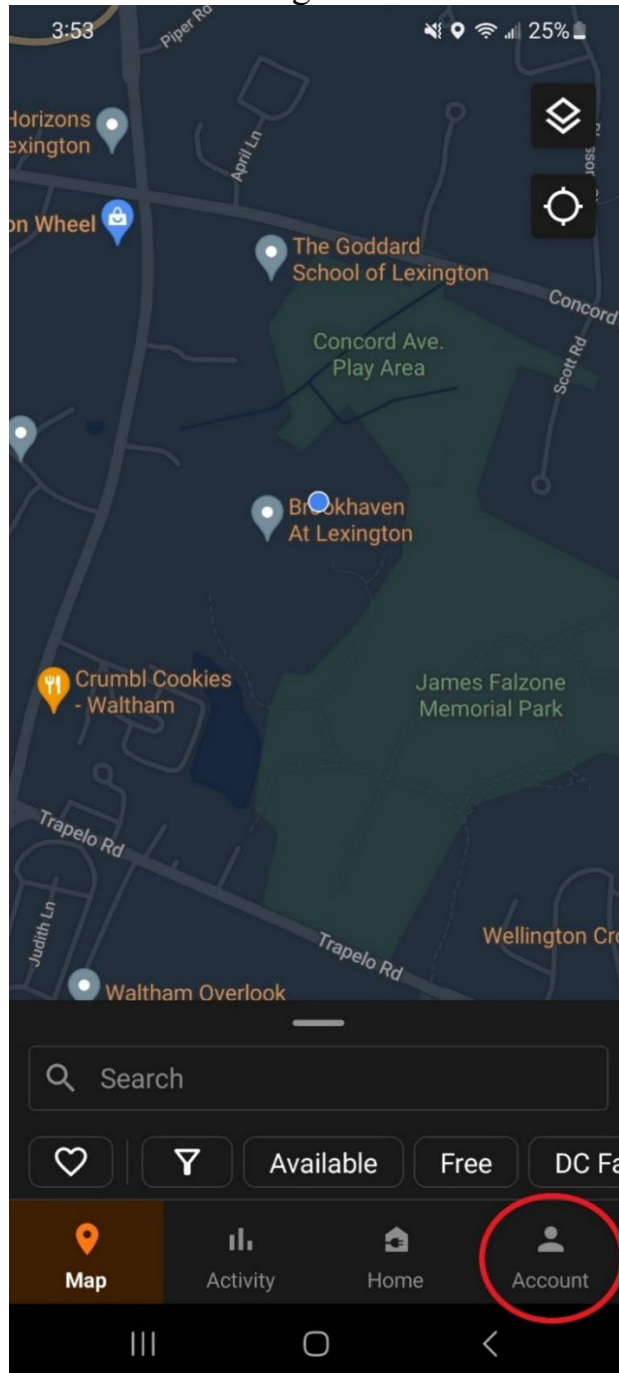 3:53
25%
Piper Rd
Horizons
exington
April Ln
on Wheel
The Goddard
School of Lexington
Concord
Concord Ave.
Play Area
Scott Rd
Brookhaven
At Lexington
Crumbl Cookies
- Waltham
James Falzone
Memorial Park
Trapelo Rd
Judith Ln
Trapelo Rd
Wellington Cro
Waltham Overlook
Search
Available
Free
DC Fa
Map
Activity
Home
Account